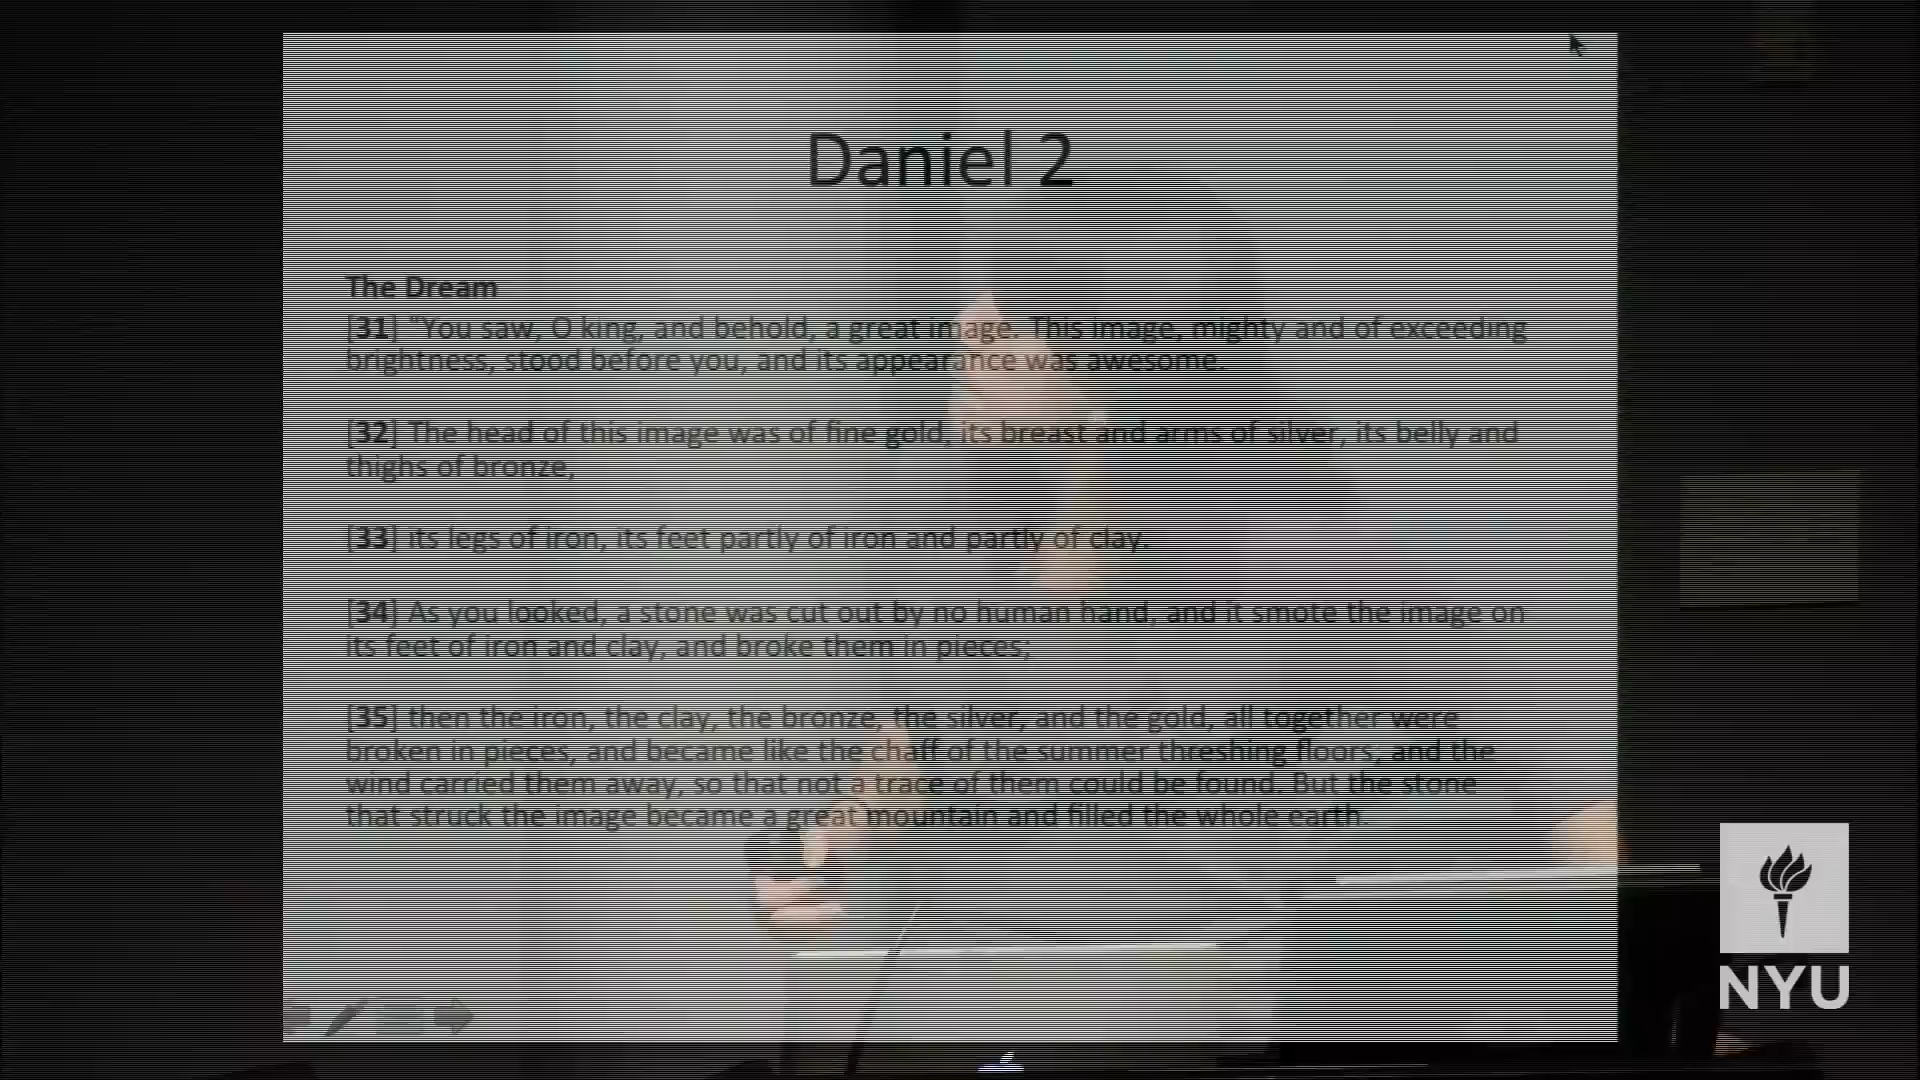 Daniel 2
The Dream
[31] "You saw, O king, and behold, a great image. This image, mighty and of exceeding
brightness, stood before you, and its appearance was awesome.
[32] The head of this image was of fine gold, its breast and arms of silver, its belly and
thighs of bronze,
[33] its legs of iron, its feet partly of iron and partly of clay.
[34] As you looked, a stone was cut out by no human hand, and it smote the image on
its feet of iron and clay, and broke them in pieces;
[35] then the iron, the clay, the bronze, the silver, and the gold, all together were
broken in pieces, and became like the chaff of the summer threshing floors; and the
wind carried them away, so that not a trace of them could be found. But the stone
that struck the image became a great mountain and filled the whole earth.
NYU